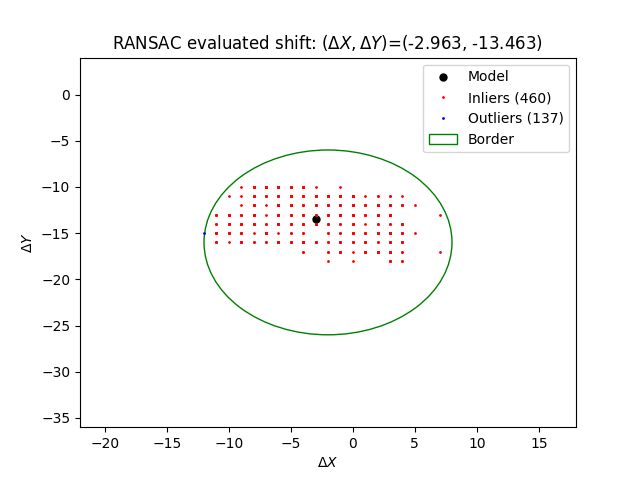 RANSAC evaluated shift: (ΔX, ΔY)=(-2.963, -13.463)
Model
Inliers (460)
Outliers (137)
Border
0
−5
−10
−15
−20
−25
−30
−35
ΔY
−20 −15 −10 −5 0 5 10 15
ΔX